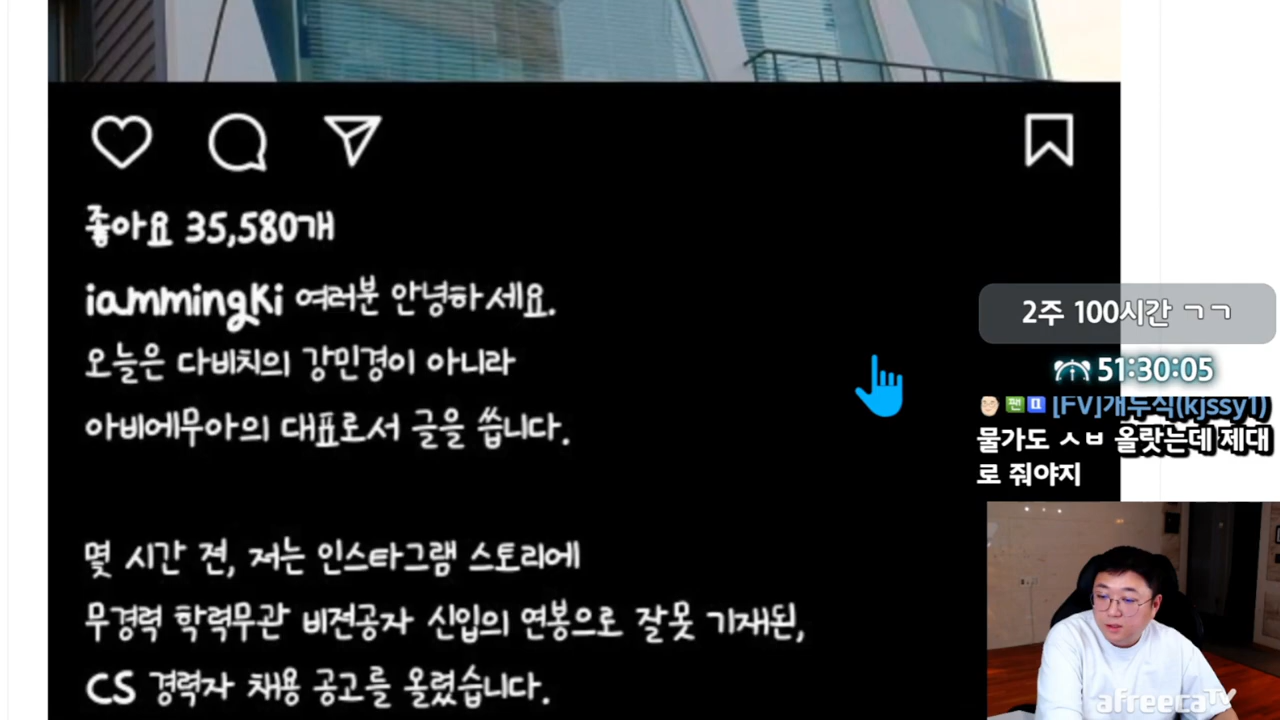 좋아요 35,580개
iammingki 여러분 안녕하세요.
오늘은 다비치의 강민경이 아니라
아비에무아의 대표로서 글을 씁니다.
몇 시간 전, 저는 인스타그램 스토리에
무경력 학력무관 비전공자 신입의 연봉으로 잘못 기재된,
CS 경력자 채용 공고를 올렸습니다.
2주 100시간 ㄱㄱ
51:30:05
팬 [FV]개두식(kjssy1)
물가도 ㅅㅂ 올랏는데 제대
로 줘야지
afreecaTV